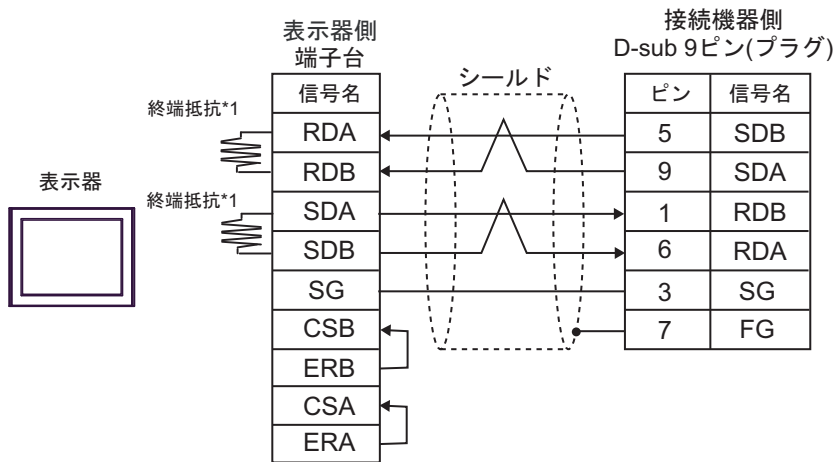 表示器側
端子台
接続機器側
D-sub 9ピン(プラグ)
シールド
信号名
ピン 信号名
終端抵抗*1
RDA
5 SDB
RDB
9 SDA
表示器
終端抵抗*1
SDA
1 RDB
SDB
6 RDA
SG
3 SG
CSB
7 FG
ERB
CSA
ERA